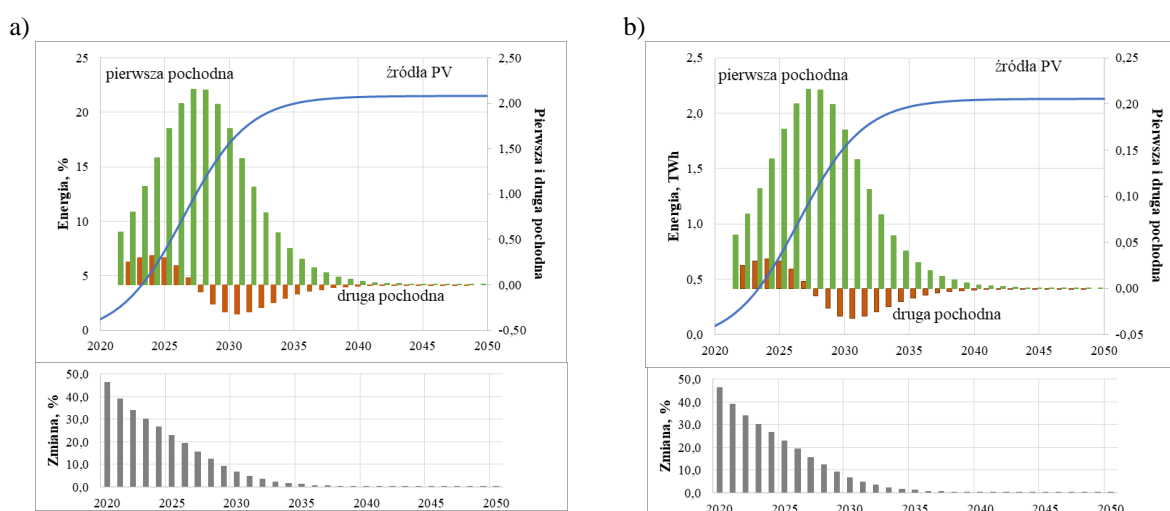 a)
25
20
15
10
5
0
Energia, %
pierwsza pochodna
źródła PV
druga pochodna
2,50
2,00
1,50
1,00
0,50
0,00
-0,50
Pierwsza i druga pochodna
2020 2025 2030 2035 2040 2045 2050
50,0
40,0
30,0
20,0
10,0
0,0
Zmiana, %
2020 2025 2030 2035 2040 2045 2050
b)
2,5
2,0
1,5
1,0
0,5
0,0
Energia, TWh
pierwsza pochodna
źródła PV
druga pochodna
0,25
0,20
0,15
0,10
0,05
0,00
-0,05
Pierwsza i druga pochodna
2020 2025 2030 2035 2040 2045 2050
50,0
40,0
30,0
20,0
10,0
0,0
Zmiana, %
2020 2025 2030 2035 2040 2045 2050